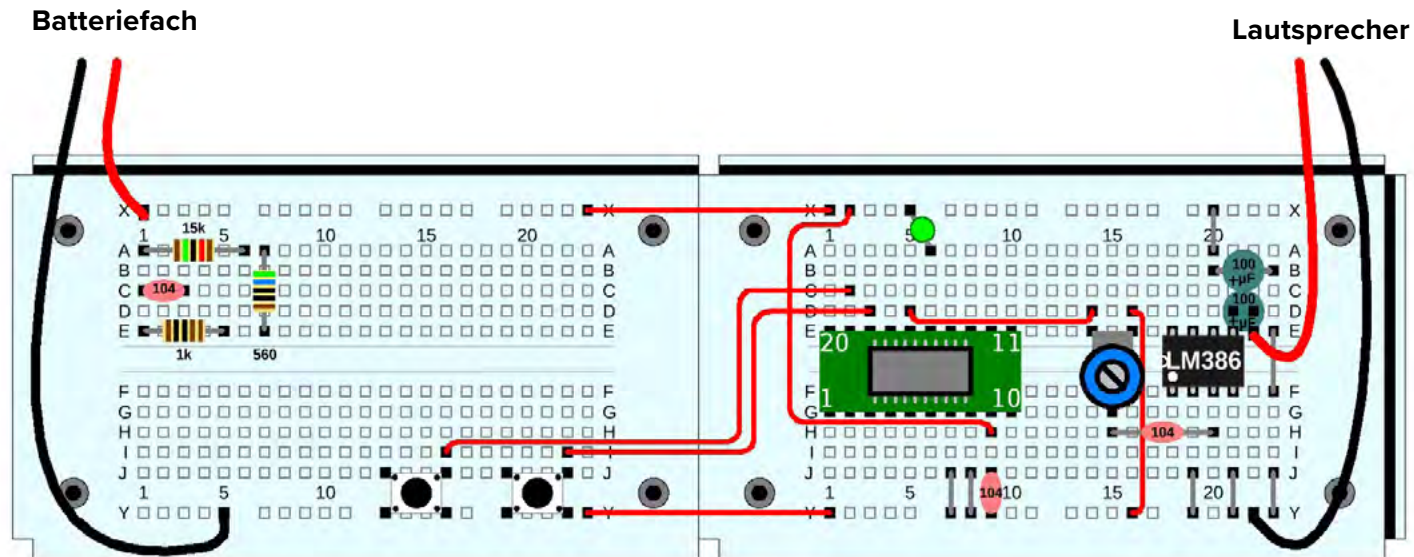 Batteriefach
Lautsprecher
X X X X
15k
1 5 10 15 20 1 5 10 15 20
A A A A
B B B 100 B
+µF
C 104 C C C
D D D 100 D
+µF
E E E E
1k 560
20 11
LM386
1 10
F F F F
G G G G
H H H 104 H
I I I I
J J J J
1 5 10 15 20 1 5 104 10 15 20
Y Y Y Y